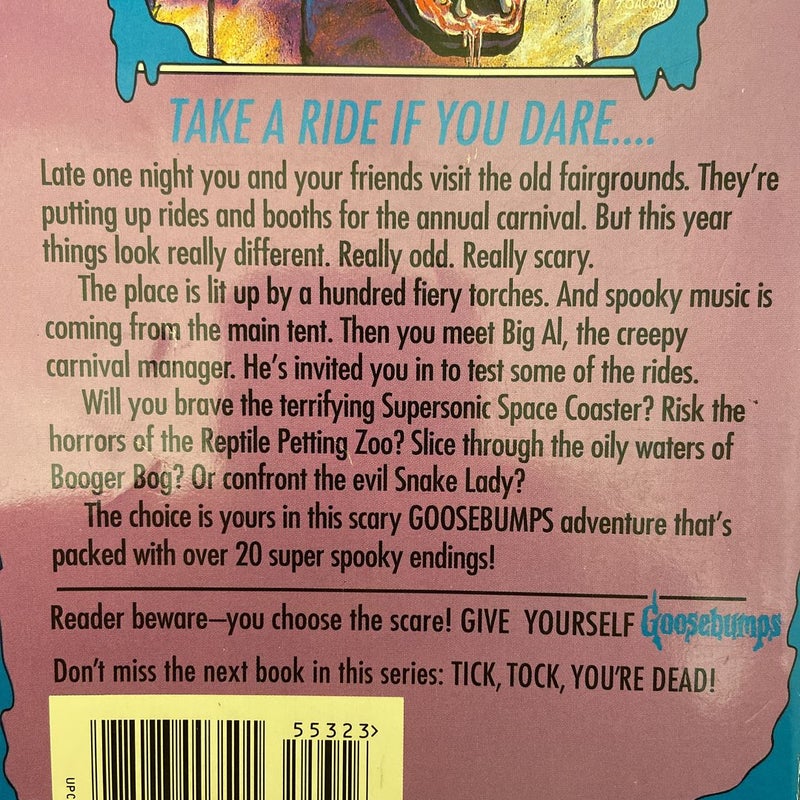 TAKE A RIDE IF YOU DARE....
Late one night you and your friends visit the old fairgrounds. They're
putting up rides and booths for the annual carnival. But this year
things look really different. Really odd. Really scary.
The place is lit up by a hundred fiery torches. And spooky music is
coming from the main tent. Then you meet Big Al, the creepy
carnival manager. He's invited you in to test some of the rides.
Will you brave the terrifying Supersonic Space Coaster? Risk the
horrors of the Reptile Petting Zoo? Slice through the oily waters of
Booger Bog? Or confront the evil Snake Lady?
The choice is yours in this scary GOOSEBUMPS adventure that's
packed with over 20 super spooky endings!
Reader beware—you choose the scare! GIVE YOURSELF Goosebumps
Don't miss the next book in this series: TICK, TOCK, YOU'RE DEAD!
55323>
UPC